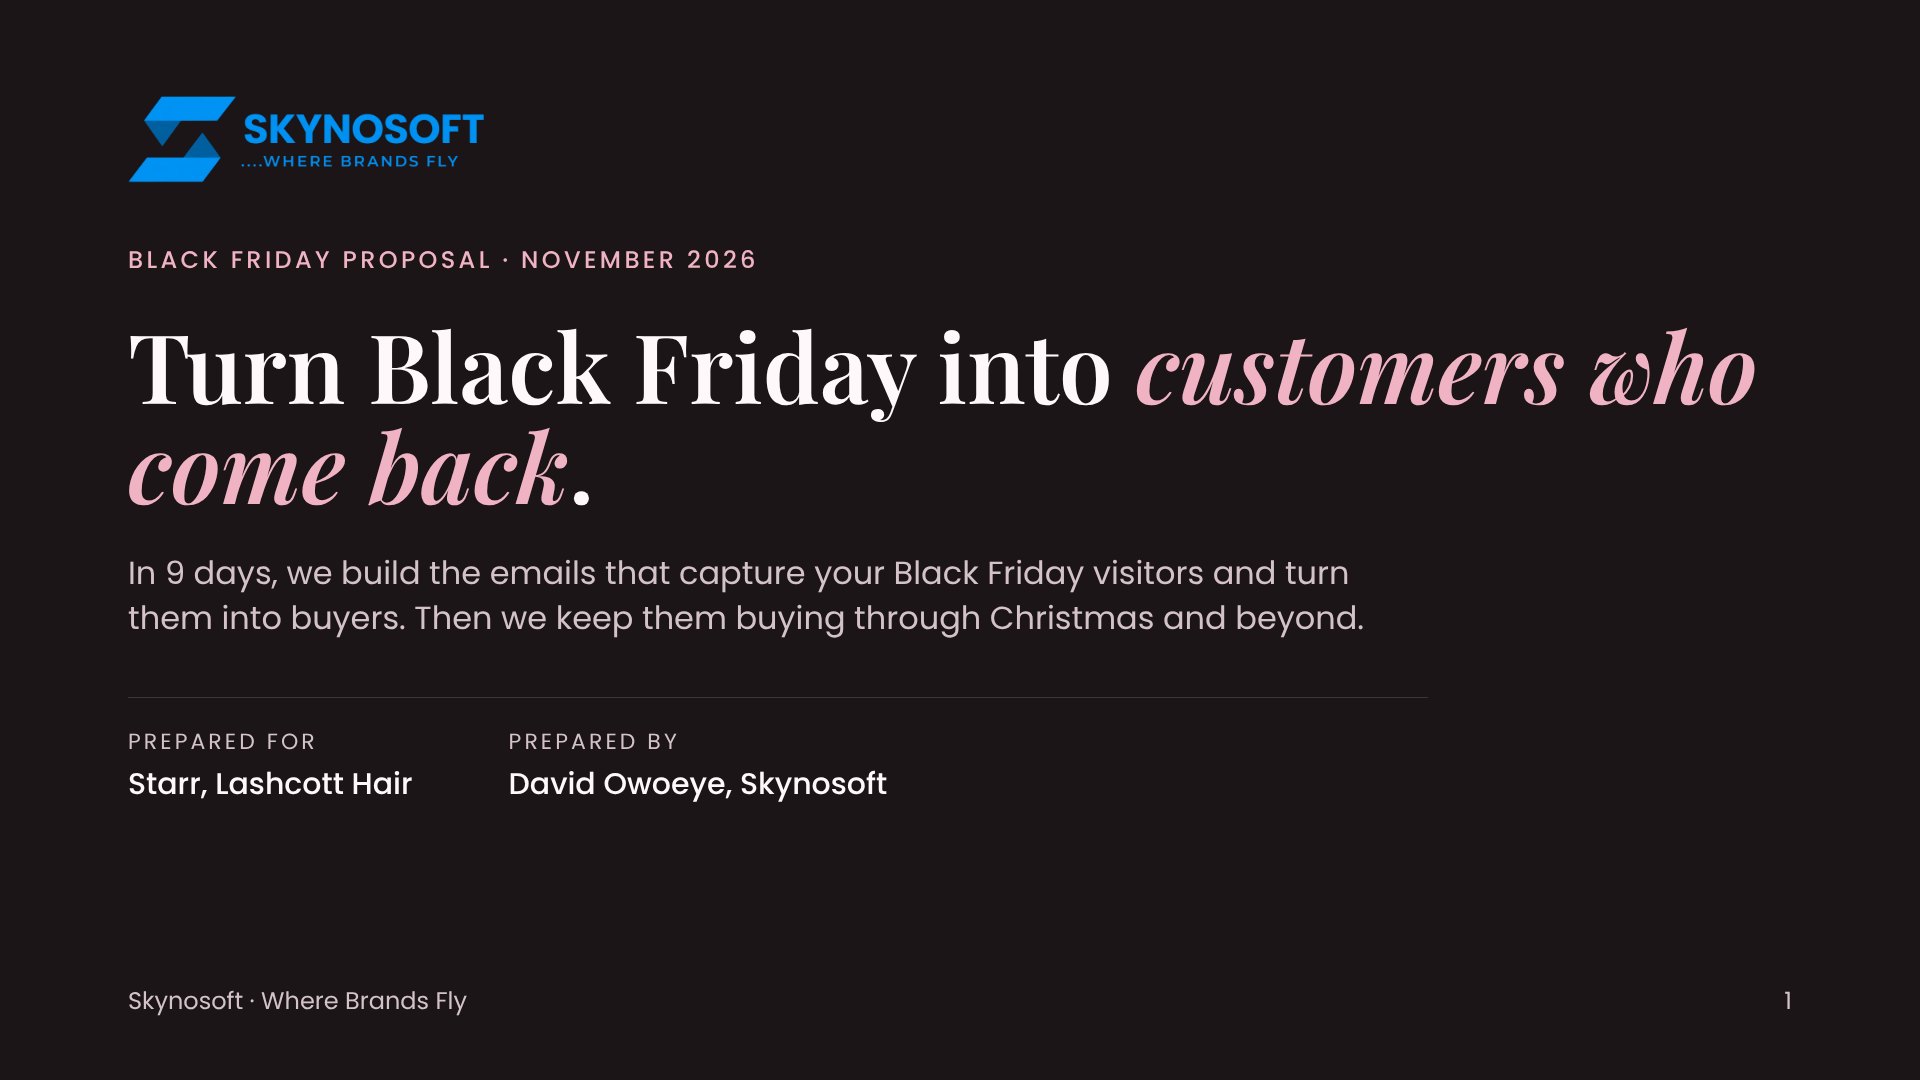 SKYNOSOFT
....WHERE BRANDS FLY
BLACK FRIDAY PROPOSAL · NOVEMBER 2026
Turn Black Friday into customers who
come back.
In 9 days, we build the emails that capture your Black Friday visitors and turn
them into buyers. Then we keep them buying through Christmas and beyond.
PREPARED FOR
Starr, Lashcott Hair
PREPARED BY
David Owoeye, Skynosoft
Skynosoft · Where Brands Fly
1